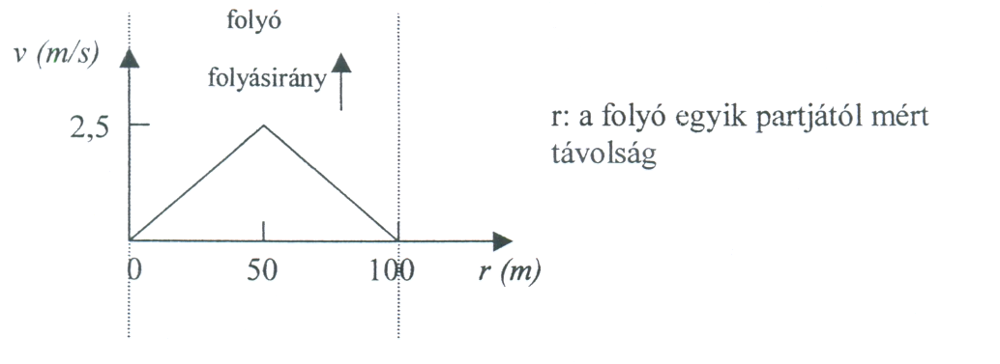 folyó
v (m/s)
folyásirány
2,5
r: a folyó egyik partjától mért
távolság
0
50
100
r (m)